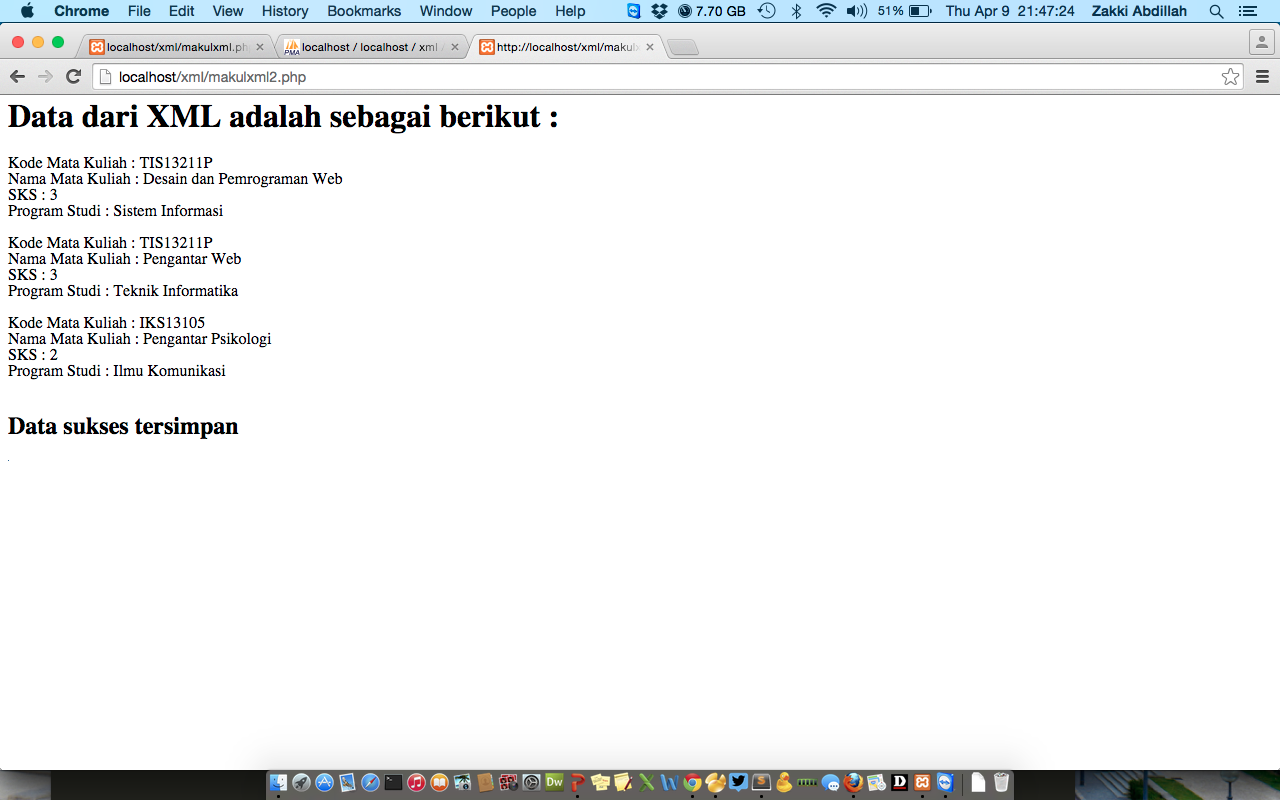 Chrome File Edit View History Bookmarks Window People Help 7.70 GB 51% Thu Apr 9 21:47:24 Zakki Abdillah
localhost/xml/makulxml.ph localhost / localhost / xml / http://localhost/xml/makul
localhost/xml/makulxml2.php
Data dari XML adalah sebagai berikut :
Kode Mata Kuliah : TIS13211P
Nama Mata Kuliah : Desain dan Pemrograman Web
SKS : 3
Program Studi : Sistem Informasi
Kode Mata Kuliah : TIS13211P
Nama Mata Kuliah : Pengantar Web
SKS : 3
Program Studi : Teknik Informatika
Kode Mata Kuliah : IKS13105
Nama Mata Kuliah : Pengantar Psikologi
SKS : 2
Program Studi : Ilmu Komunikasi
Data sukses tersimpan
Dw